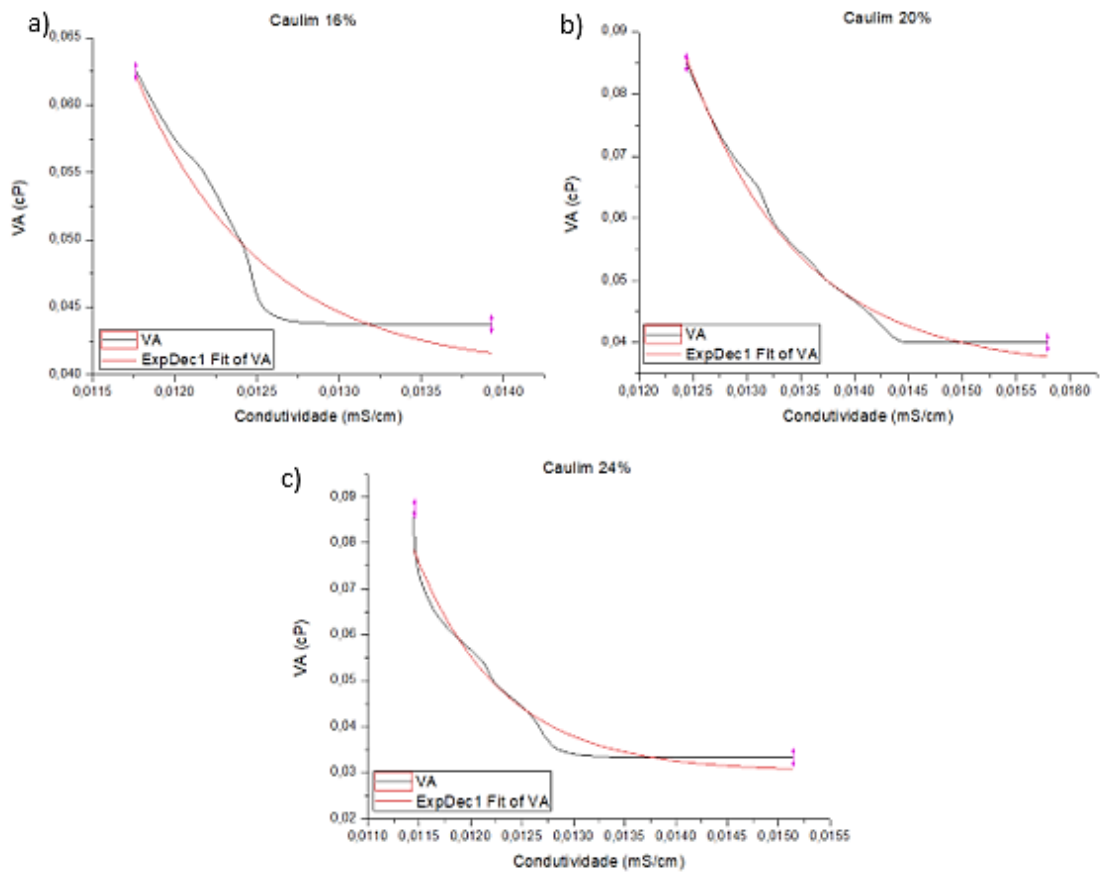 a)
Caulim 16%
0,065
0,060
0,055
0,050
0,045
0,040
VA (cP)
VA
ExpDec1 Fit of VA
0,0115 0,0120 0,0125 0,0130 0,0135 0,0140
Condutividade (mS/cm)
b)
Caulim 20%
0,09
0,08
0,07
0,06
0,05
0,04
VA (cP)
VA
ExpDec1 Fit of VA
0,0120 0,0125 0,0130 0,0135 0,0140 0,0145 0,0150 0,0155 0,0160
Condutividade (mS/cm)
c)
Caulim 24%
0,09
0,08
0,07
0,06
0,05
0,04
0,03
0,02
VA (cP)
VA
ExpDec1 Fit of VA
0,0110 0,0115 0,0120 0,0125 0,0130 0,0135 0,0140 0,0145 0,0150 0,0155
Condutividade (mS/cm)